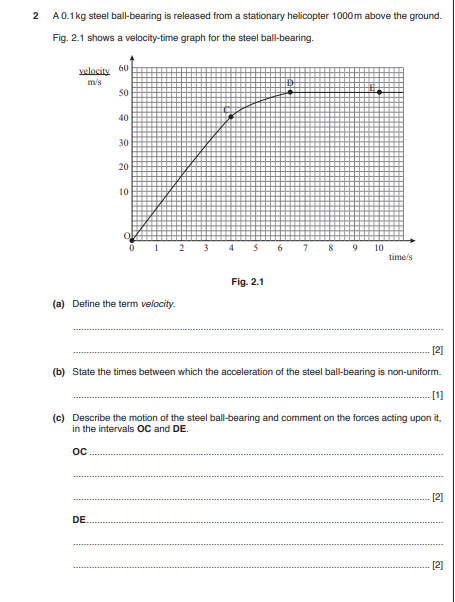 2 A 0.1 kg steel ball-bearing is released from a stationary helicopter 1000 m above the ground.
Fig. 2.1 shows a velocity-time graph for the steel ball-bearing.
velocity
m/s
60
50
40
30
20
10
O
C
D
E
0 1 2 3 4 5 6 7 8 9 10
time/s
Fig. 2.1
(a) Define the term velocity.
[2]
(b) State the times between which the acceleration of the steel ball-bearing is non-uniform.
[1]
(c) Describe the motion of the steel ball-bearing and comment on the forces acting upon it,
in the intervals OC and DE.
OC
[2]
DE
[2]